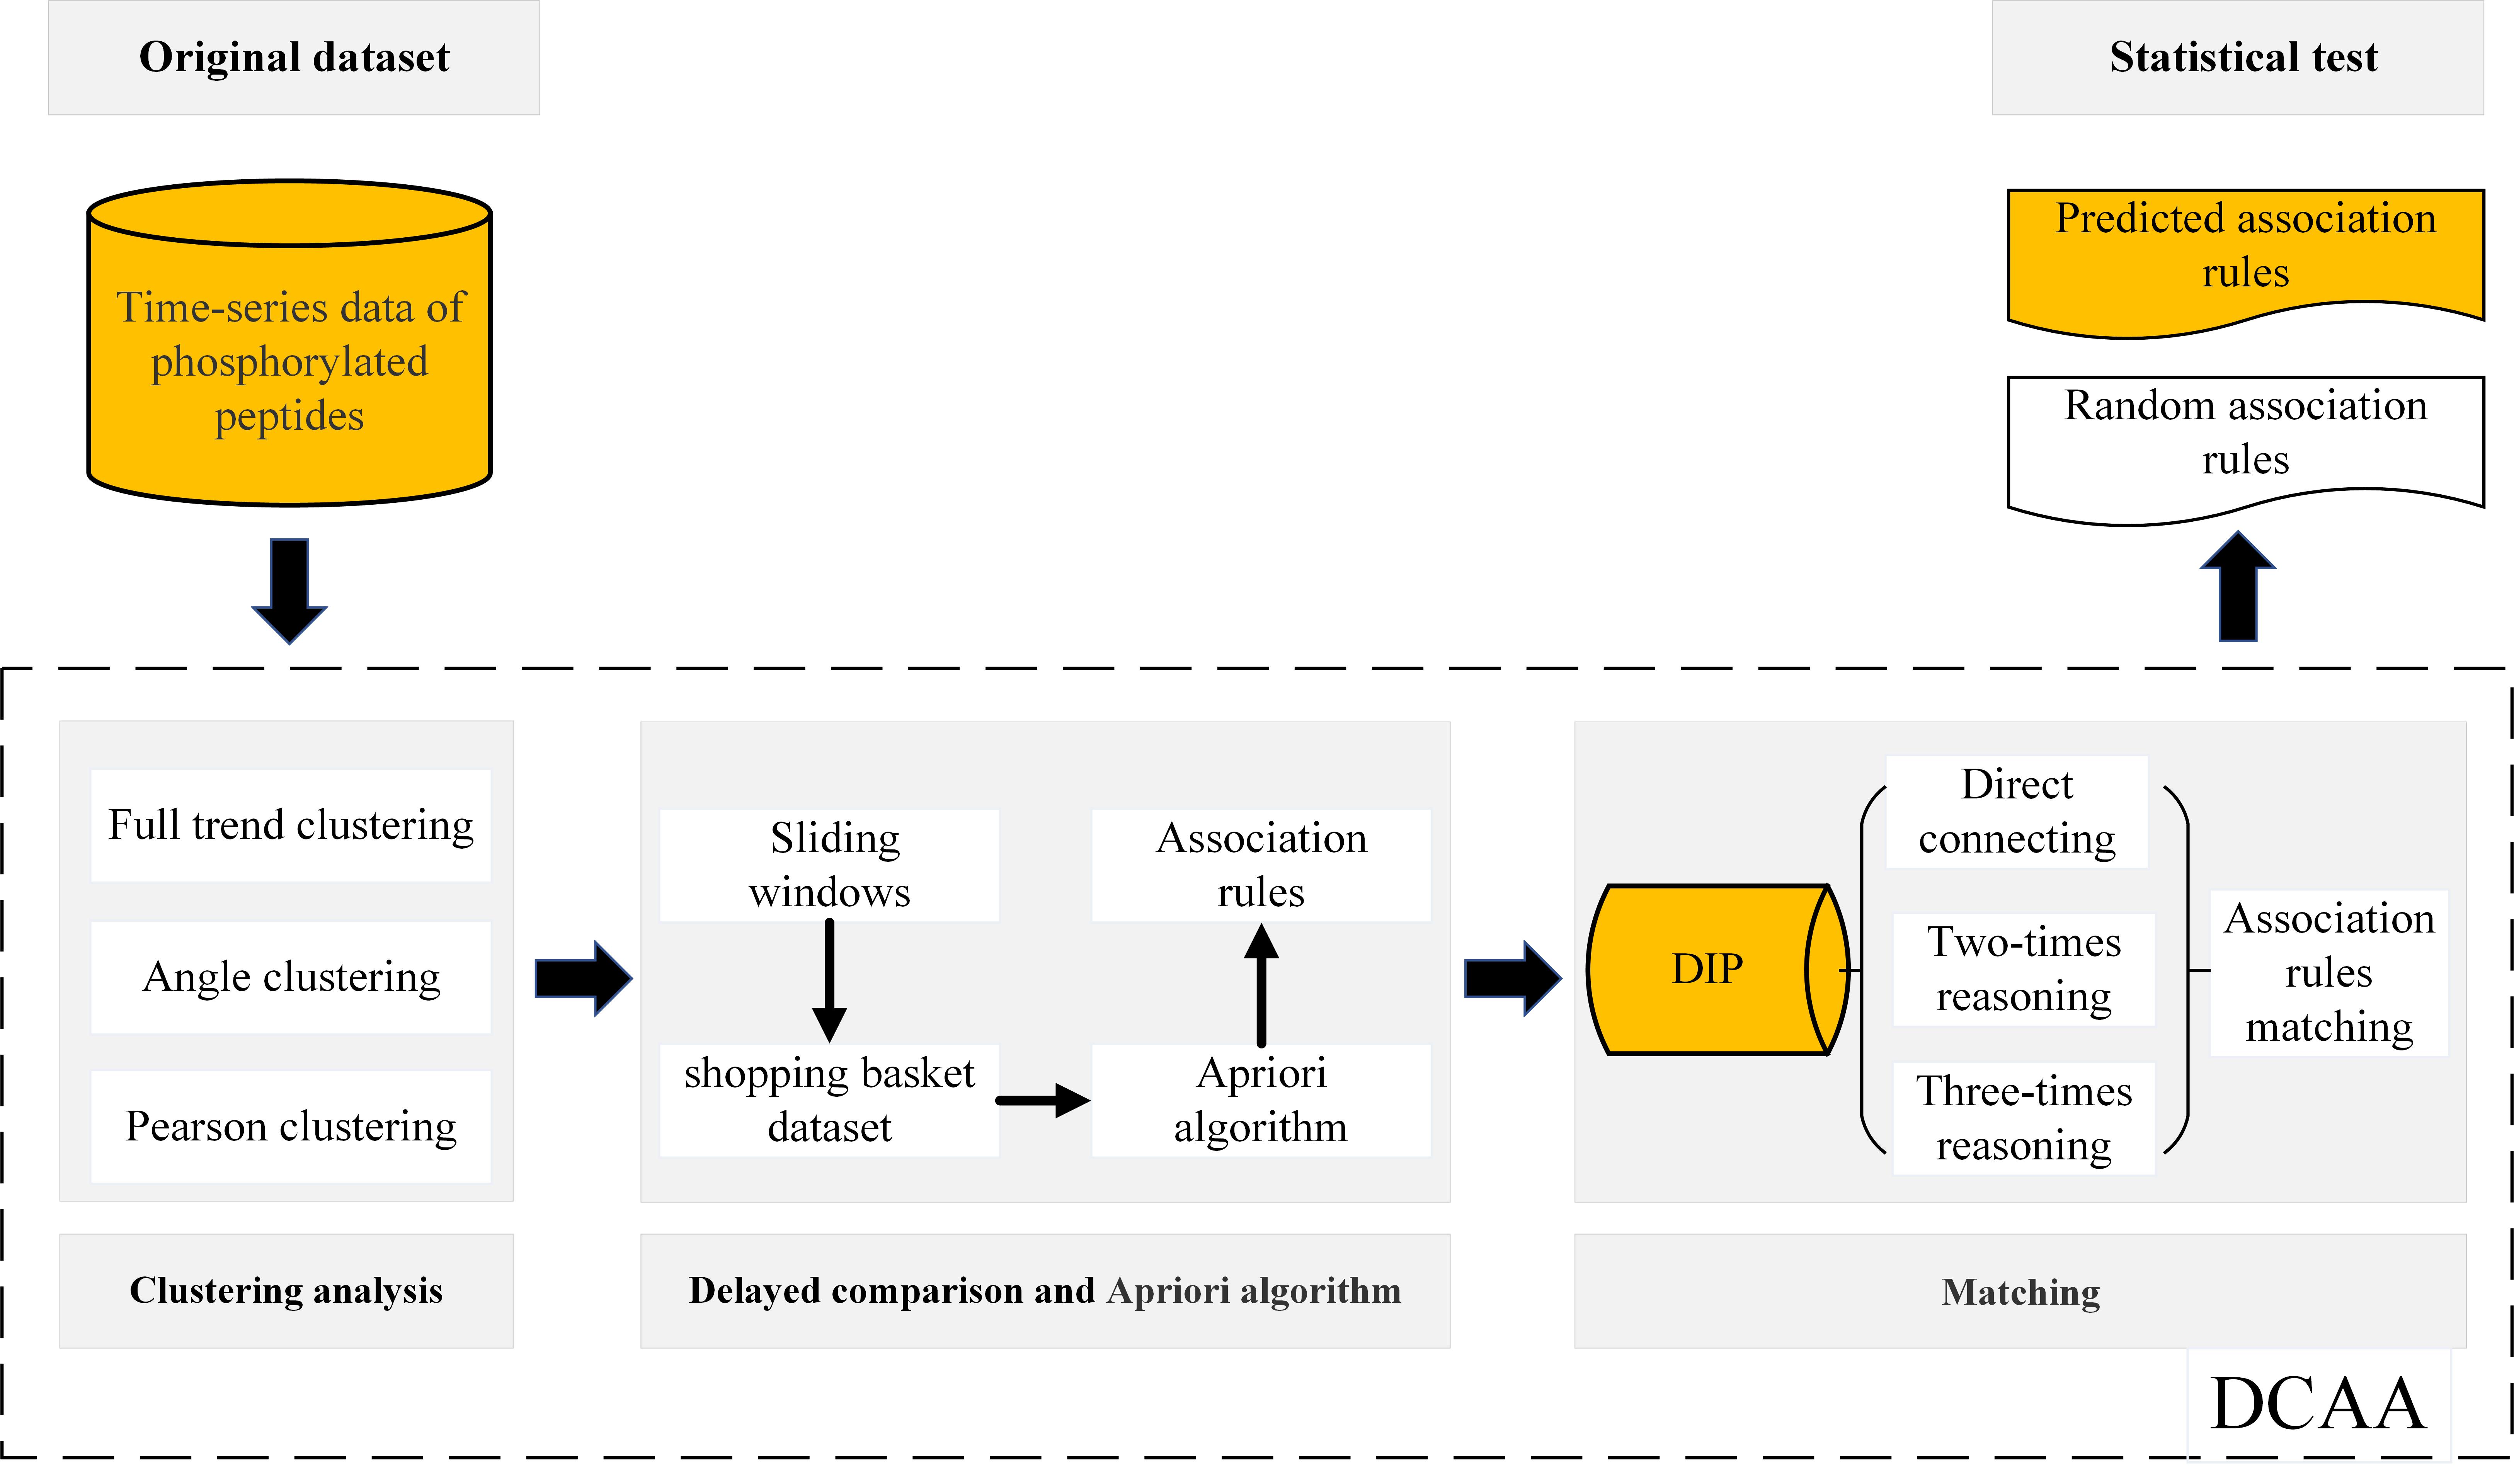 Original dataset
Statistical test
Time-series data of
phosphorylated
peptides
Predicted association
rules
Random association
rules
Full trend clustering
Angle clustering
Pearson clustering
Clustering analysis
Sliding
windows
shopping basket
dataset
Apriori
algorithm
Association
rules
Delayed comparison and Apriori algorithm
DIP
Direct
connecting
Two-times
reasoning
Three-times
reasoning
Association
rules
matching
Matching
DCAA